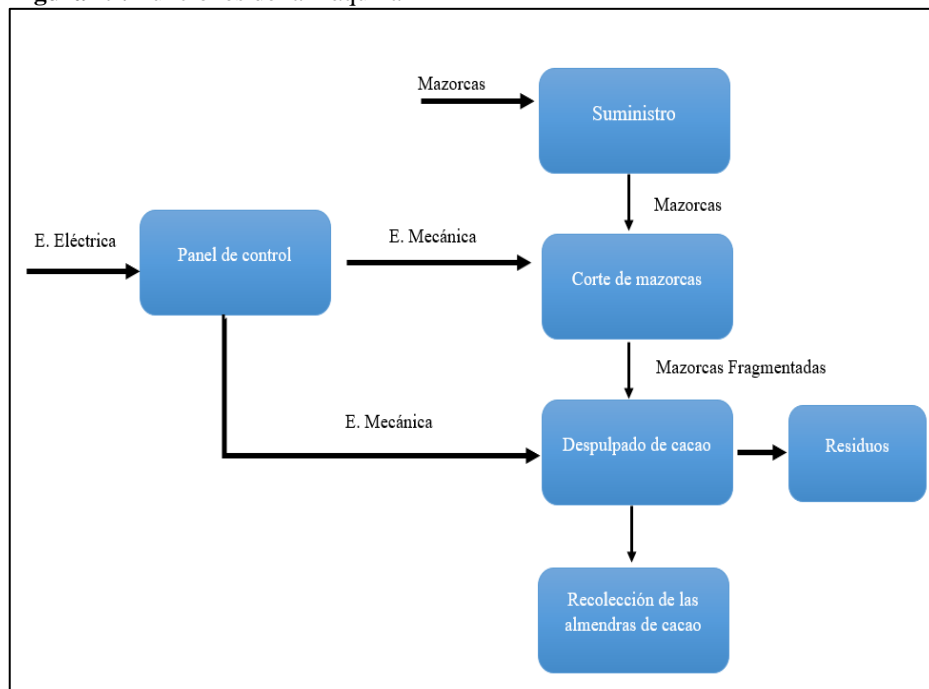 Mazorcas
Suministro
Mazorcas
E. Eléctrica
Panel de control
E. Mecánica
Corte de mazorcas
Mazorcas Fragmentadas
E. Mecánica
Despulpado de cacao
Residuos
Recolección de las
almendras de cacao